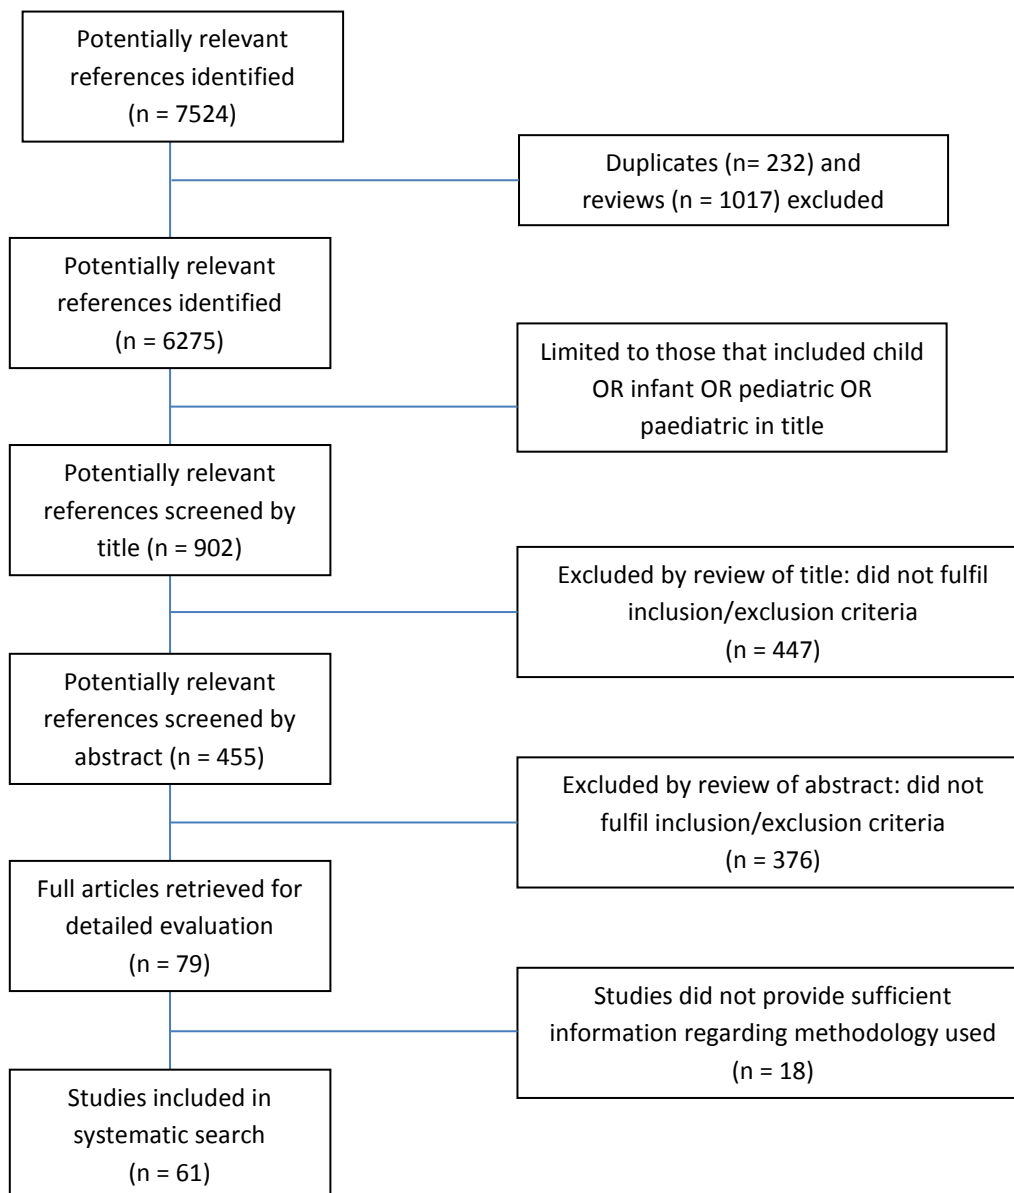 Potentially relevant
references identified
(n = 7524)
Duplicates (n= 232) and
reviews (n = 1017) excluded
Potentially relevant
references identified
(n = 6275)
Limited to those that included child
OR infant OR pediatric OR
paediatric in title
Potentially relevant
references screened by
title (n = 902)
Excluded by review of title: did not fulfil
inclusion/exclusion criteria
(n = 447)
Potentially relevant
references screened by
abstract (n = 455)
Excluded by review of abstract: did not
fulfil inclusion/exclusion criteria
(n = 376)
Full articles retrieved for
detailed evaluation
(n = 79)
Studies did not provide sufficient
information regarding methodology used
(n = 18)
Studies included in
systematic search
(n = 61)